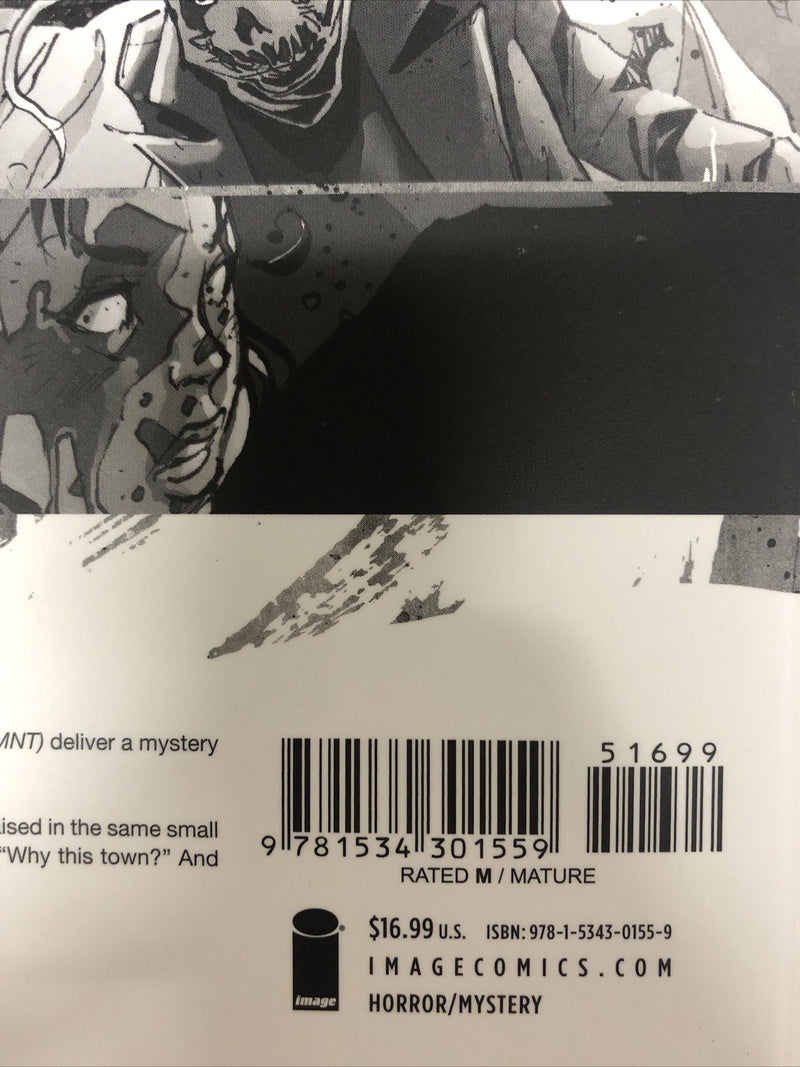 MNT) deliver a mystery
ised in the same small
“Why this town?” And
51699
9 781534 301559
RATED M / MATURE
$16.99 U.S. ISBN: 978-1-5343-0155-9
IMAGECOMICS.COM
image
HORROR/MYSTERY